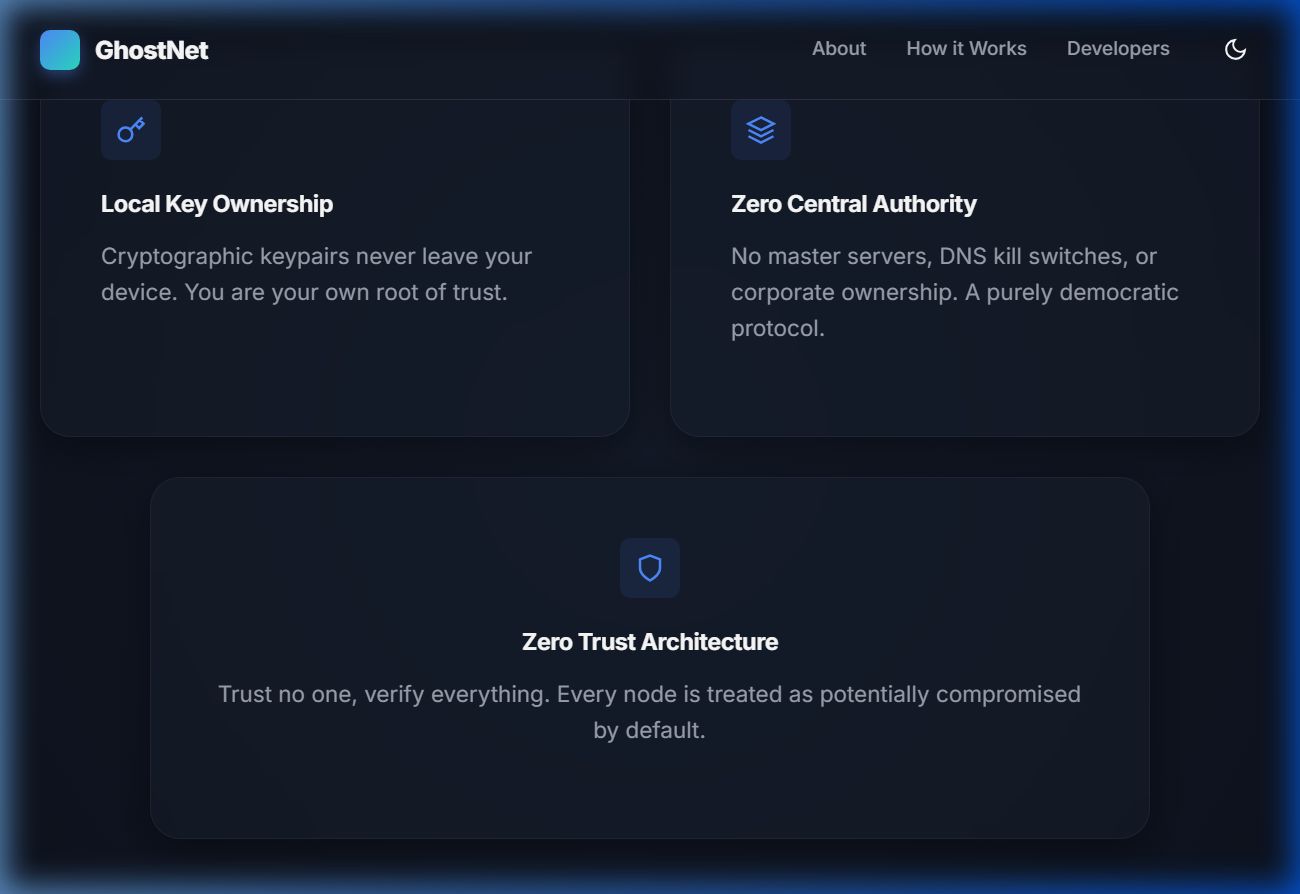 GhostNet
About
How it Works
Developers
Local Key Ownership
Cryptographic keypairs never leave your
device. You are your own root of trust.
Zero Central Authority
No master servers, DNS kill switches, or
corporate ownership. A purely democratic
protocol.
Zero Trust Architecture
Trust no one, verify everything. Every node is treated as potentially compromised
by default.